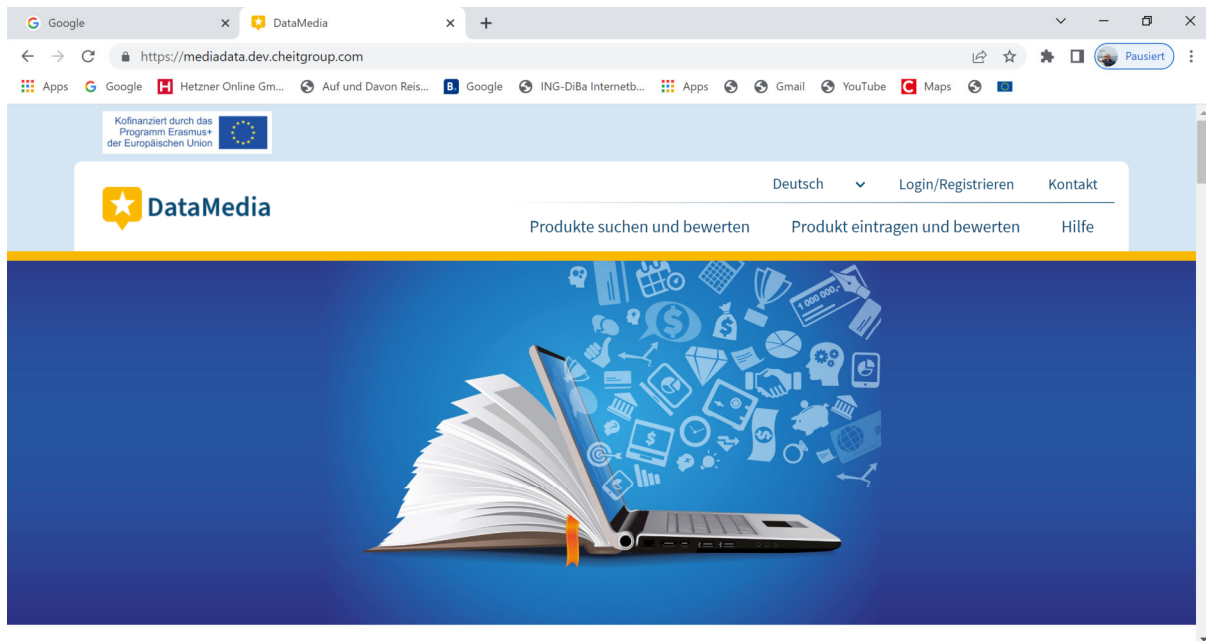 Google
DataMedia
https://mediadata.dev.cheitgroup.com
Pausiert
Apps
Google
Hetzner Online Gm...
Auf und Davon Reis...
B.
Google
ING-DiBa Internetb...
Apps
Gmail
YouTube
Maps
Kofinanziert durch das
Programm Erasmus+
der Europäischen Union
Deutsch
Login/Registrieren
Kontakt
DataMedia
Produkte suchen und bewerten
Produkt eintragen und bewerten
Hilfe
1 000 000,-